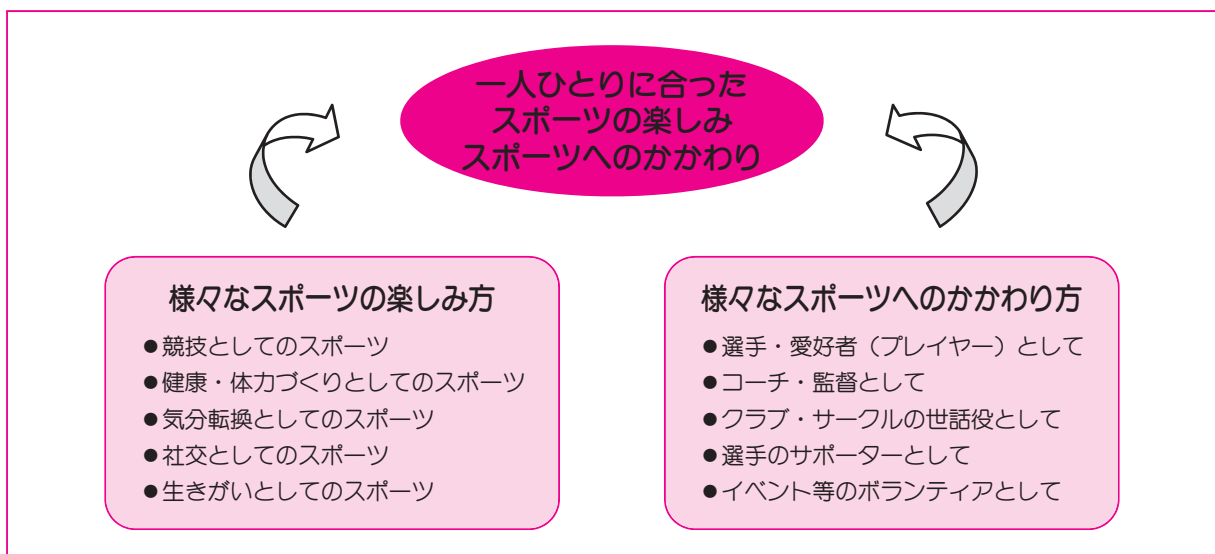 一人ひとりに合った
スポーツの楽しみ
スポーツへのかかわり
様々なスポーツの楽しみ方
●競技としてのスポーツ
●健康・体力づくりとしてのスポーツ
●気分転換としてのスポーツ
●社交としてのスポーツ
●生きがいとしてのスポーツ
様々なスポーツへのかかわり方
●選手・愛好者（プレイヤー）として
●コーチ・監督として
●クラブ・サークルの世話役として
●選手のサポーターとして
●イベント等のボランティアとして